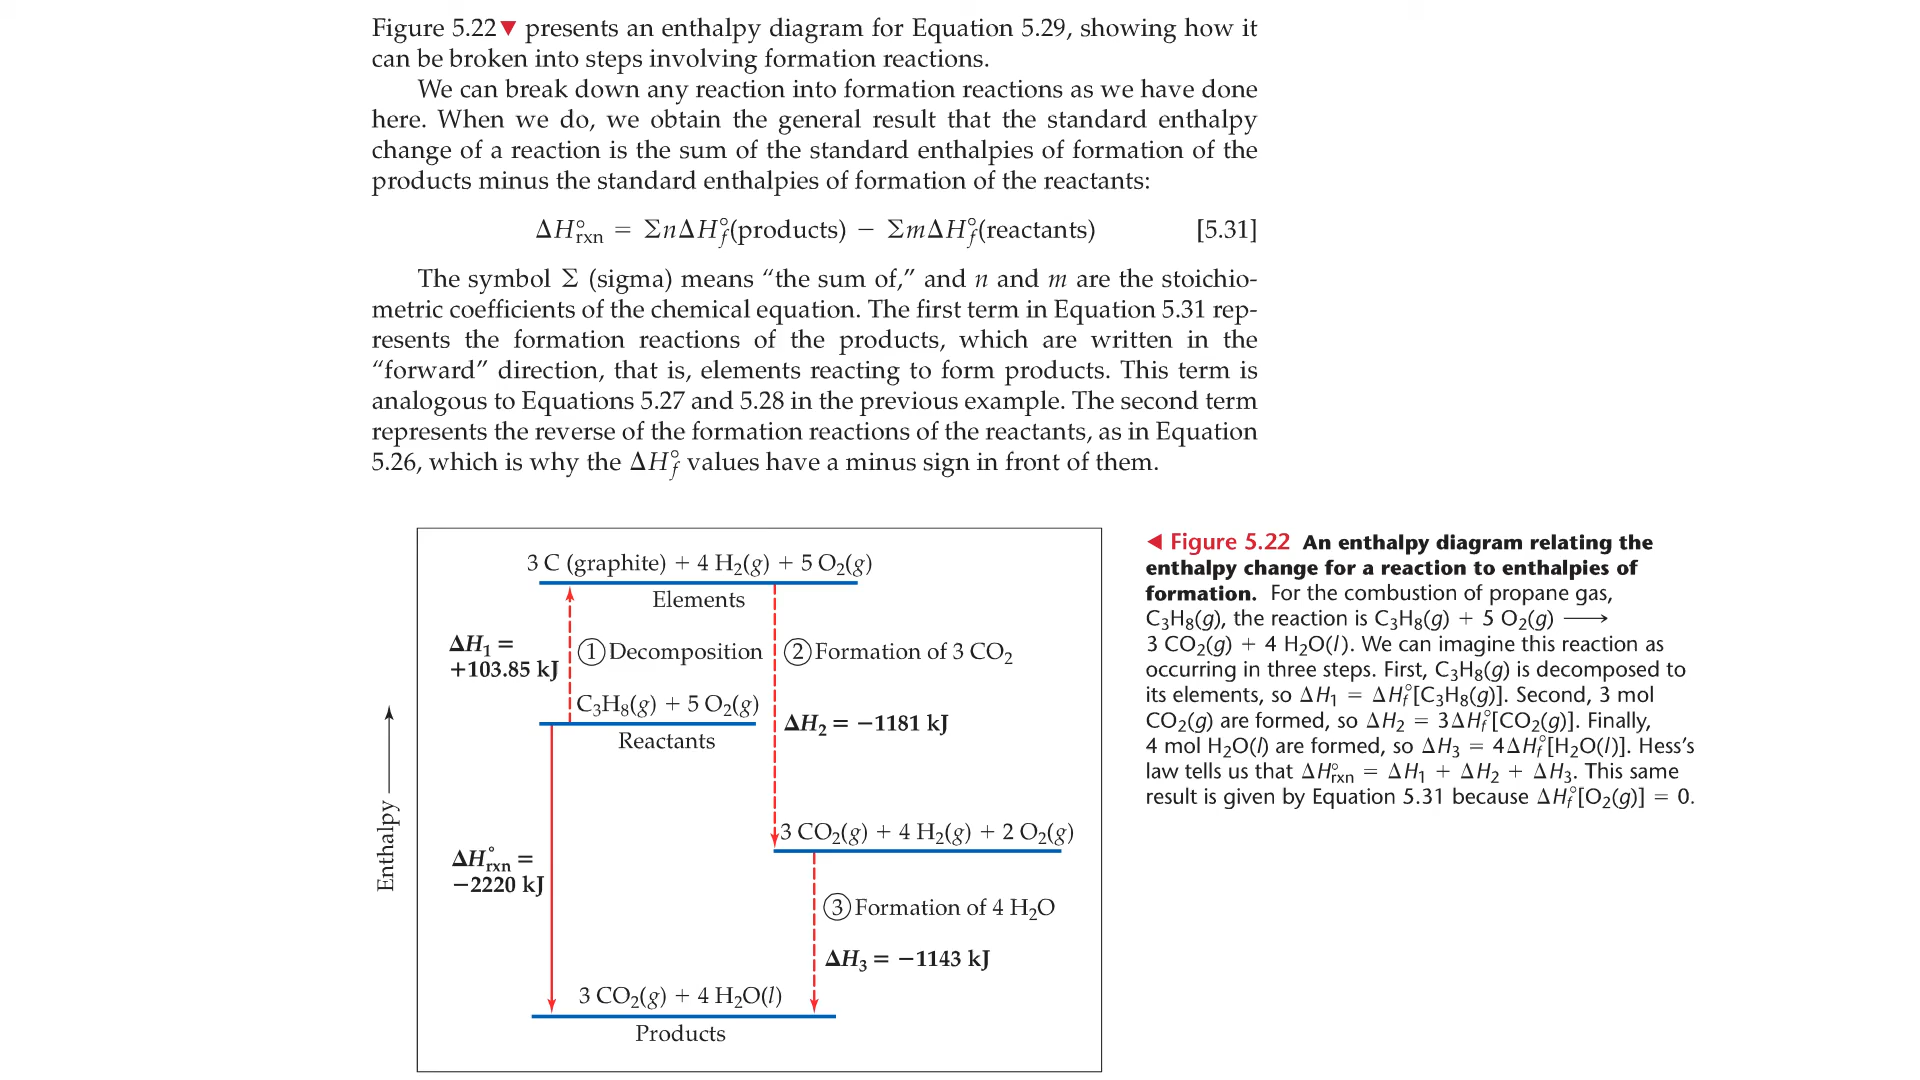 Figure 5.22▼ presents an enthalpy diagram for Equation 5.29, showing how it
can be broken into steps involving formation reactions.
We can break down any reaction into formation reactions as we have done
here. When we do, we obtain the general result that the standard enthalpy
change of a reaction is the sum of the standard enthalpies of formation of the
products minus the standard enthalpies of formation of the reactants:
ΔH°rxn = ΣnΔH°f(products) − ΣmΔH°f(reactants) [5.31]
The symbol Σ (sigma) means “the sum of,” and n and m are the stoichio-
metric coefficients of the chemical equation. The first term in Equation 5.31 rep-
resents the formation reactions of the products, which are written in the
“forward” direction, that is, elements reacting to form products. This term is
analogous to Equations 5.27 and 5.28 in the previous example. The second term
represents the reverse of the formation reactions of the reactants, as in Equation
5.26, which is why the ΔH°f values have a minus sign in front of them.
3 C (graphite) + 4 H₂(g) + 5 O₂(g)
Elements
ΔH₁ =
+103.85 kJ
① Decomposition
② Formation of 3 CO₂
C₃H₈(g) + 5 O₂(g)
Reactants
ΔH₂ = −1181 kJ
Enthalpy
3 CO₂(g) + 4 H₂(g) + 2 O₂(g)
ΔH°rxn =
−2220 kJ
③ Formation of 4 H₂O
ΔH₃ = −1143 kJ
3 CO₂(g) + 4 H₂O(l)
Products
◀ Figure 5.22 An enthalpy diagram relating the
enthalpy change for a reaction to enthalpies of
formation. For the combustion of propane gas,
C₃H₈(g), the reaction is C₃H₈(g) + 5 O₂(g) ⟶
3 CO₂(g) + 4 H₂O(l). We can imagine this reaction as
occurring in three steps. First, C₃H₈(g) is decomposed to
its elements, so ΔH₁ = ΔH°f[C₃H₈(g)]. Second, 3 mol
CO₂(g) are formed, so ΔH₂ = 3ΔH°f[CO₂(g)]. Finally,
4 mol H₂O(l) are formed, so ΔH₃ = 4ΔH°f[H₂O(l)]. Hess’s
law tells us that ΔH°rxn = ΔH₁ + ΔH₂ + ΔH₃. This same
result is given by Equation 5.31 because ΔH°f[O₂(g)] = 0.